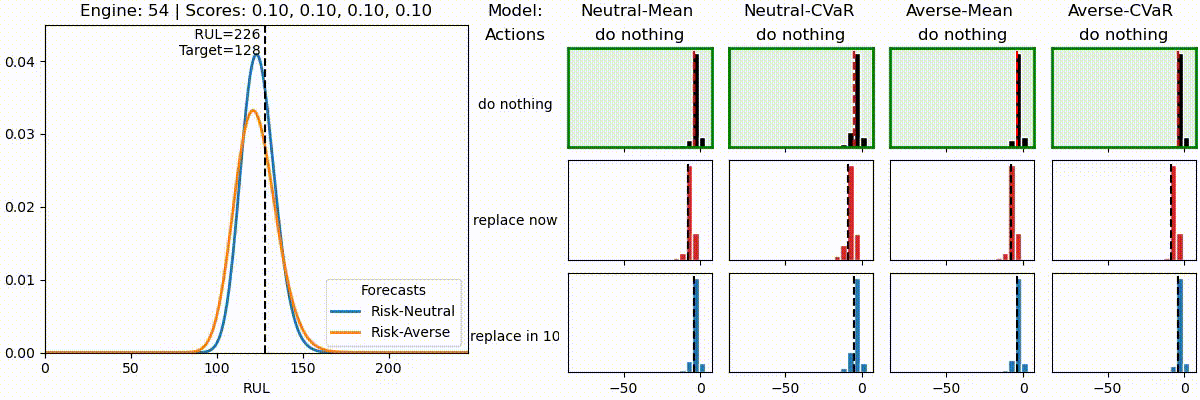 Engine: 54 | Scores: 0.10, 0.10, 0.10, 0.10
RUL=226
Target=128
0.04
0.03
0.02
0.01
0.00
0
50
100
150
200
RUL
Forecasts
Risk-Neutral
Risk-Averse
Model:
Neutral-Mean
Neutral-CVaR
Averse-Mean
Averse-CVaR
Actions
do nothing
do nothing
do nothing
do nothing
do nothing
replace now
replace in 10
−50
0
−50
0
−50
0
−50
0